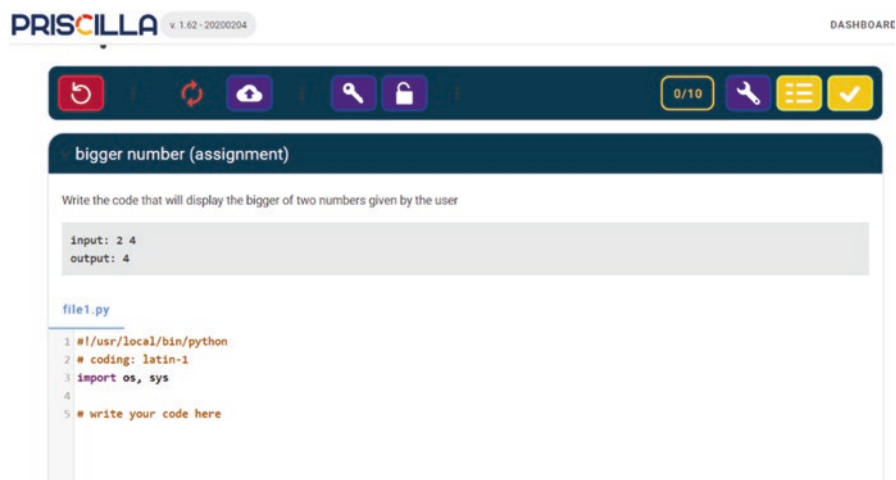 PRISCILLA v. 1.62 - 20200204 DASHBOARD
0/10
bigger number (assignment)
Write the code that will display the bigger of two numbers given by the user
input: 2 4
output: 4
file1.py
1 #!/usr/local/bin/python
2 # coding: latin-1
3 import os, sys
4
5 # write your code here